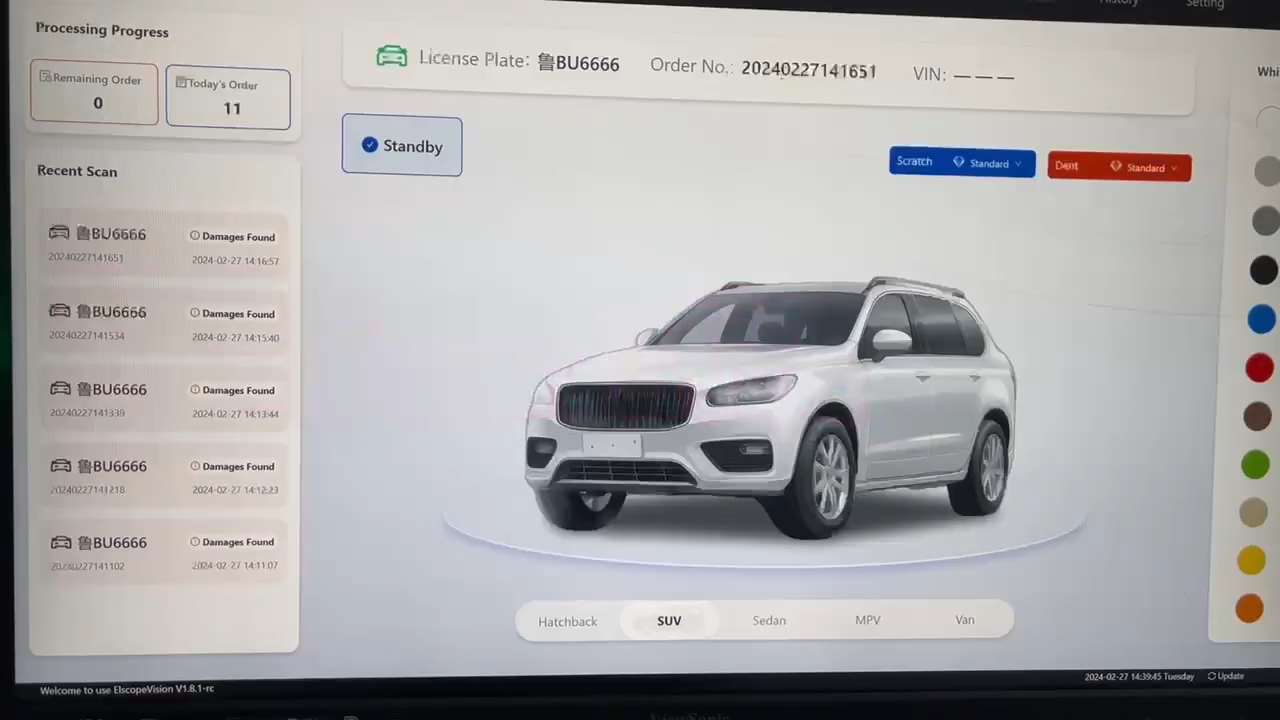 History
Setting
Processing Progress
Remaining Order
0
Today's Order
11
License Plate: 鲁BU6666
Order No.: 20240227141651
VIN: — — —
Whi
Standby
Scratch
Standard
Dent
Standard
Recent Scan
鲁BU6666
Damages Found
20240227141651
2024-02-27 14:16:57
鲁BU6666
Damages Found
20240227141534
2024-02-27 14:15:40
鲁BU6666
Damages Found
20240227141339
2024-02-27 14:13:44
鲁BU6666
Damages Found
20240227141218
2024-02-27 14:12:23
鲁BU6666
Damages Found
20240227141102
2024-02-27 14:11:07
Hatchback
SUV
Sedan
MPV
Van
Welcome to use ElscopeVision V1.8.1-rc
2024-02-27 14:39:45 Tuesday
Update
ViewSonic